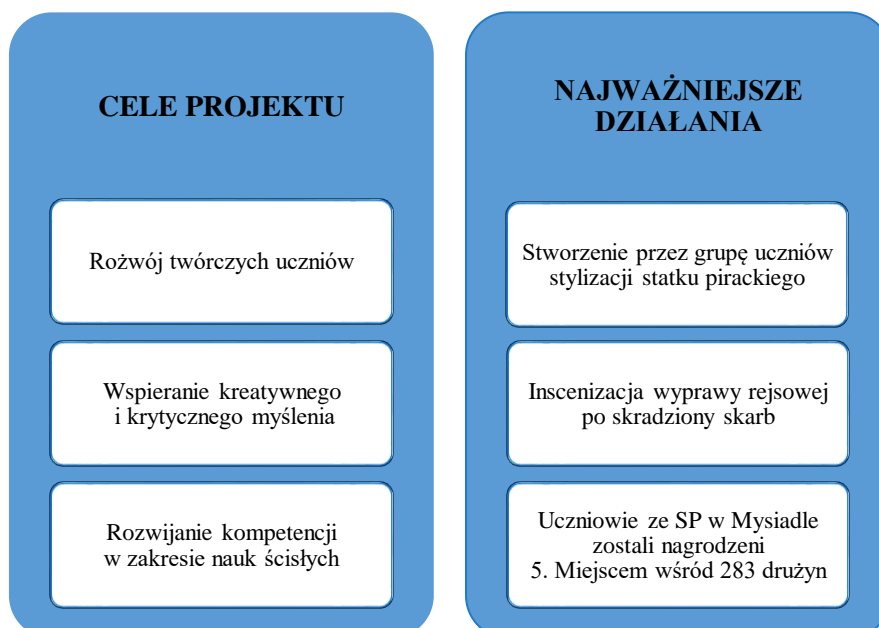 CELE PROJEKTU
Rożwój twórczych uczniów
Wspieranie kreatywnego
i krytycznego myślenia
Rozwijanie kompetencji
w zakresie nauk ścisłych
NAJWAŻNIEJSZE
DZIAŁANIA
Stworzenie przez grupę uczniów
stylizacji statku pirackiego
Inscenizacja wyprawy rejsowej
po skradziony skarb
Uczniowie ze SP w Mysiadle
zostali nagrodzeni
5. Miejscem wśród 283 drużyn